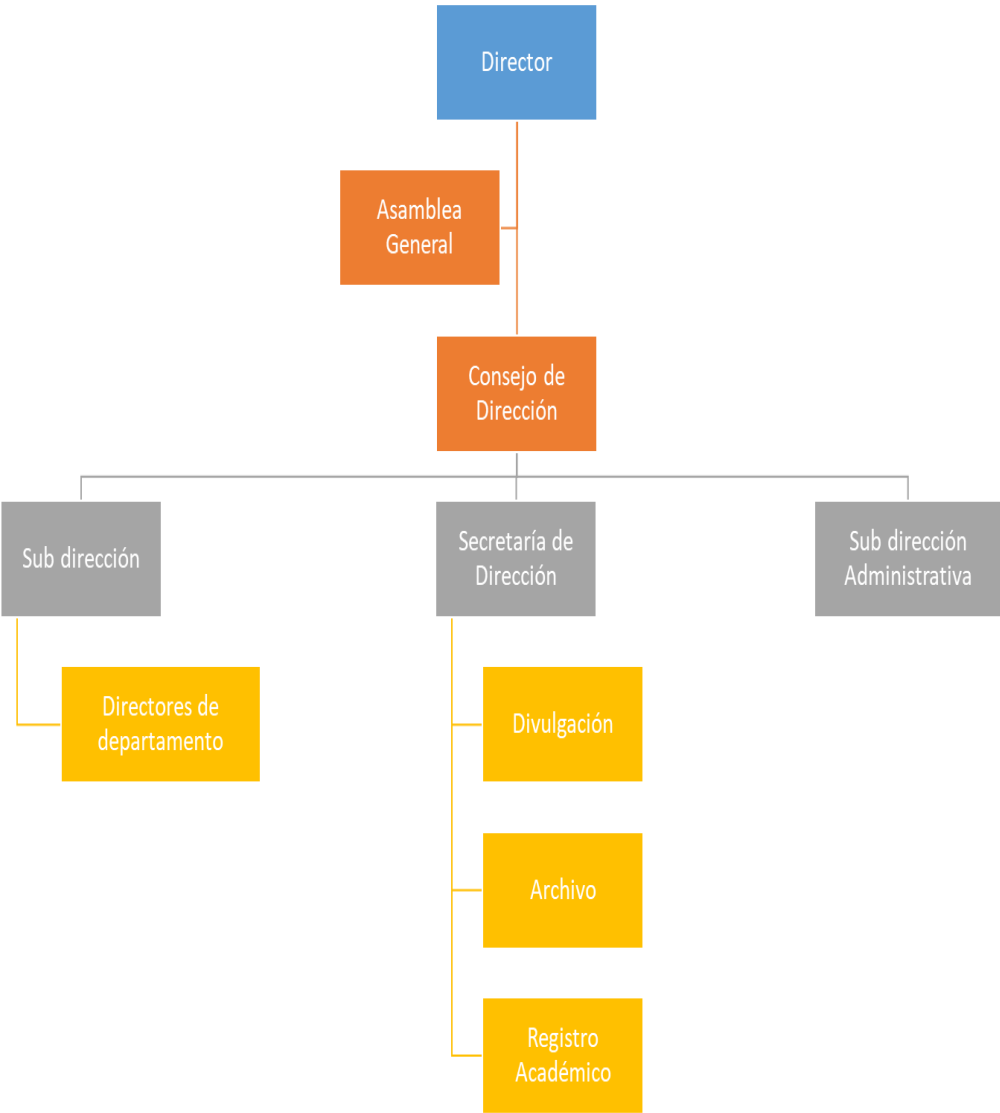 Director
Asamblea
General
Consejo de
Dirección
Sub dirección
Secretaría de
Dirección
Sub dirección
Administrativa
Directores de
departamento
Divulgación
Archivo
Registro
Académico